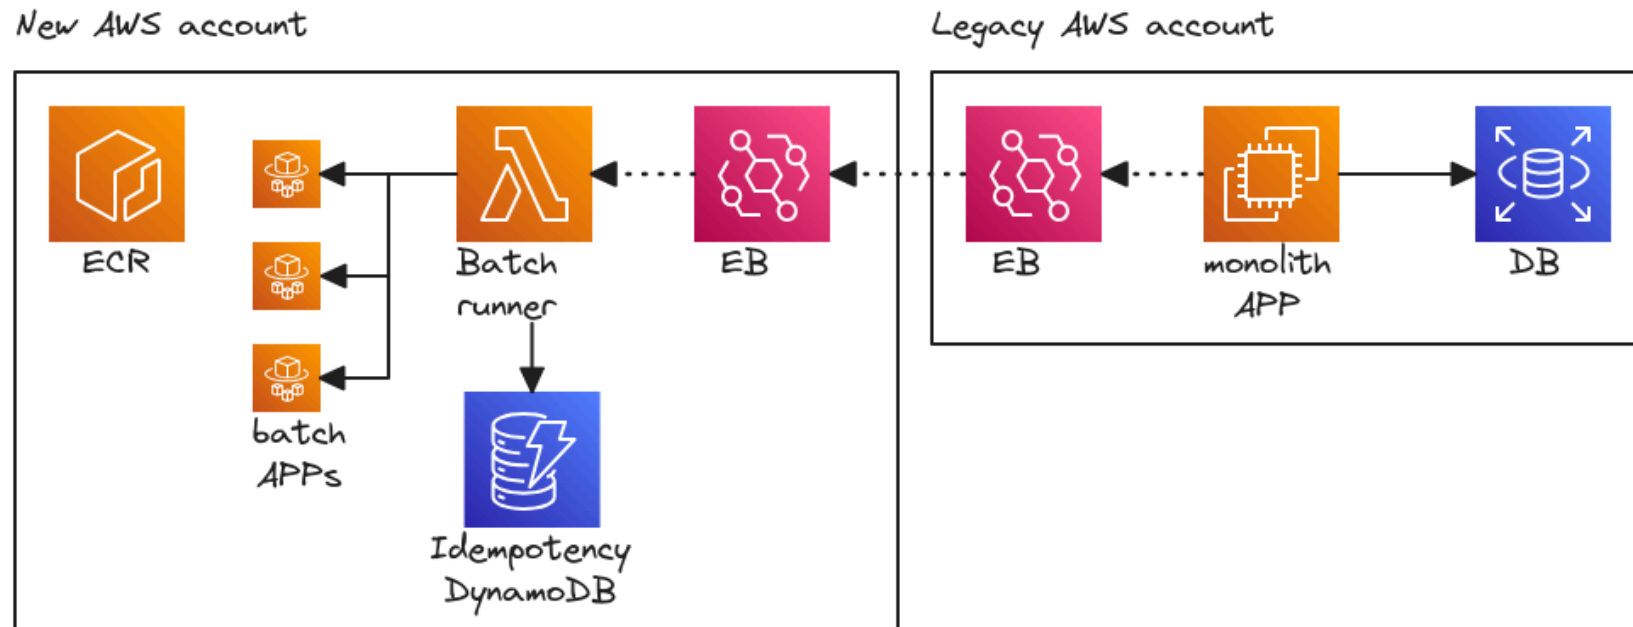 New AWS account
Legacy AWS account
ECR
Batch
runner
EB
EB
monolith
APP
DB
batch
APPs
Idempotency
DynamoDB